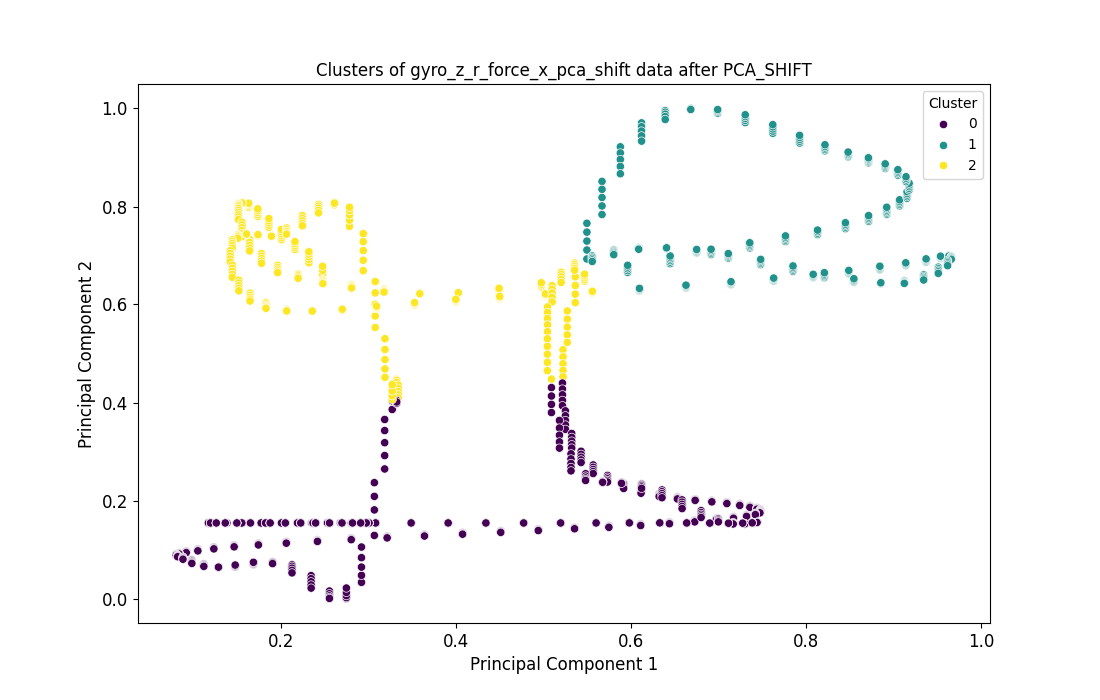 Clusters of gyro_z_r_force_x_pca_shift data after PCA_SHIFT
Cluster
0
1
2
Principal Component 2
1.0
0.8
0.6
0.4
0.2
0.0
0.2 0.4 0.6 0.8 1.0
Principal Component 1